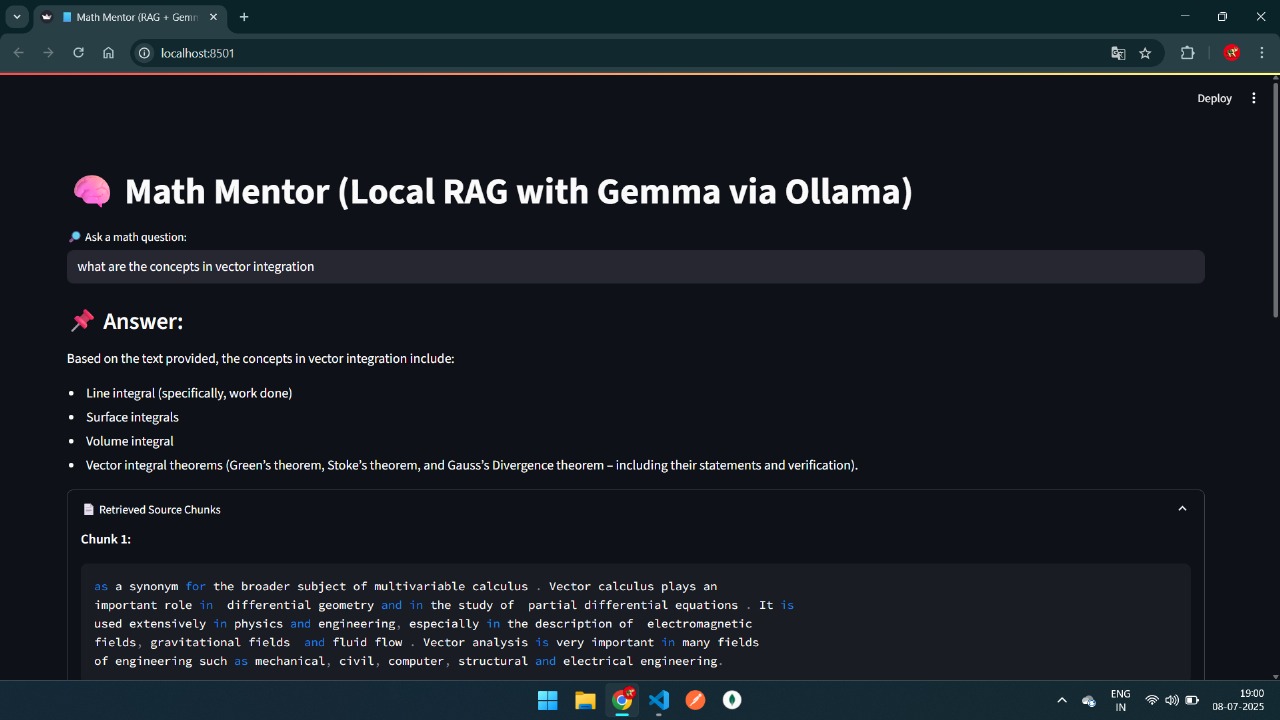 Math Mentor (RAG + Gemm
localhost:8501
Deploy
Math Mentor (Local RAG with Gemma via Ollama)
Ask a math question:
what are the concepts in vector integration
Answer:
Based on the text provided, the concepts in vector integration include:
• Line integral (specifically, work done)
• Surface integrals
• Volume integral
• Vector integral theorems (Green's theorem, Stoke's theorem, and Gauss's Divergence theorem – including their statements and verification).
Retrieved Source Chunks
Chunk 1:
as a synonym for the broader subject of multivariable calculus . Vector calculus plays an
important role in  differential geometry and in the study of  partial differential equations . It is
used extensively in physics and engineering, especially in the description of  electromagnetic
fields, gravitational fields  and fluid flow . Vector analysis is very important in many fields
of engineering such as mechanical, civil, computer, structural and electrical engineering.
ENG
IN
19:00
08-07-2025